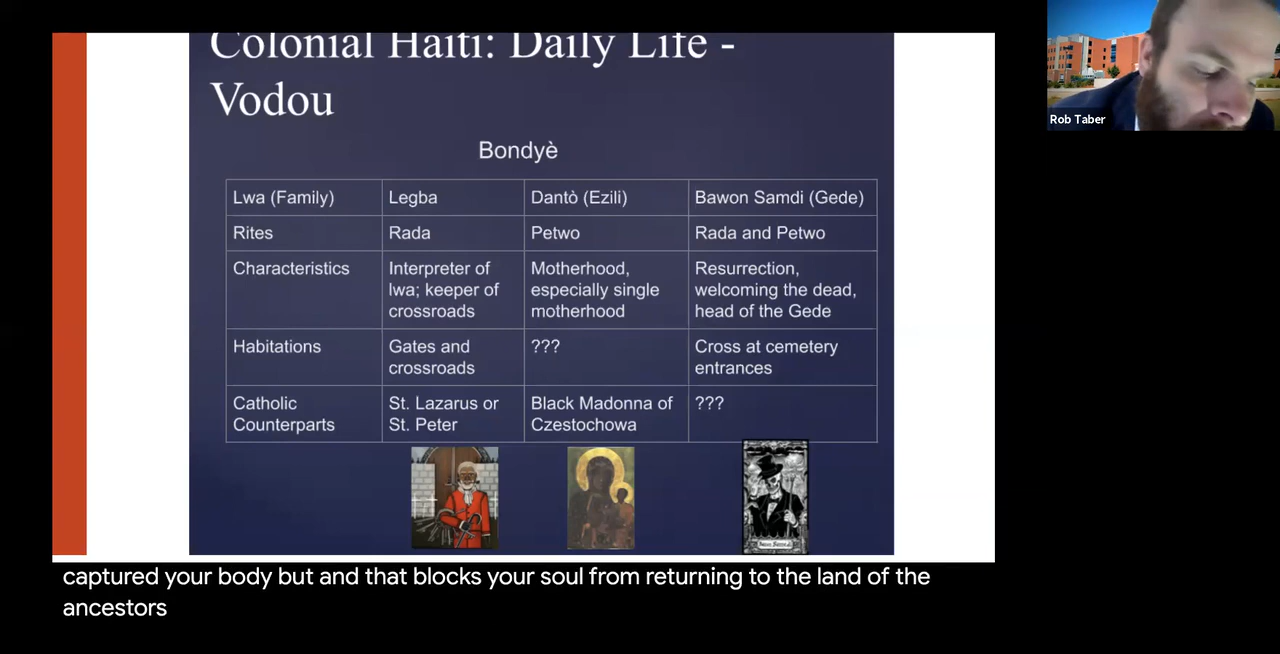 Colonial Haiti: Daily Life -
Vodou
Bondyè
Lwa (Family) Legba Dantò (Ezili) Bawon Samdi (Gede)
Rites Rada Petwo Rada and Petwo
Characteristics Interpreter of Motherhood, Resurrection,
lwa; keeper of especially single welcoming the dead,
crossroads motherhood head of the Gede
Habitations Gates and ??? Cross at cemetery
crossroads entrances
Catholic St. Lazarus or Black Madonna of ???
Counterparts St. Peter Czestochowa
captured your body but and that blocks your soul from returning to the land of the
ancestors
Rob Taber